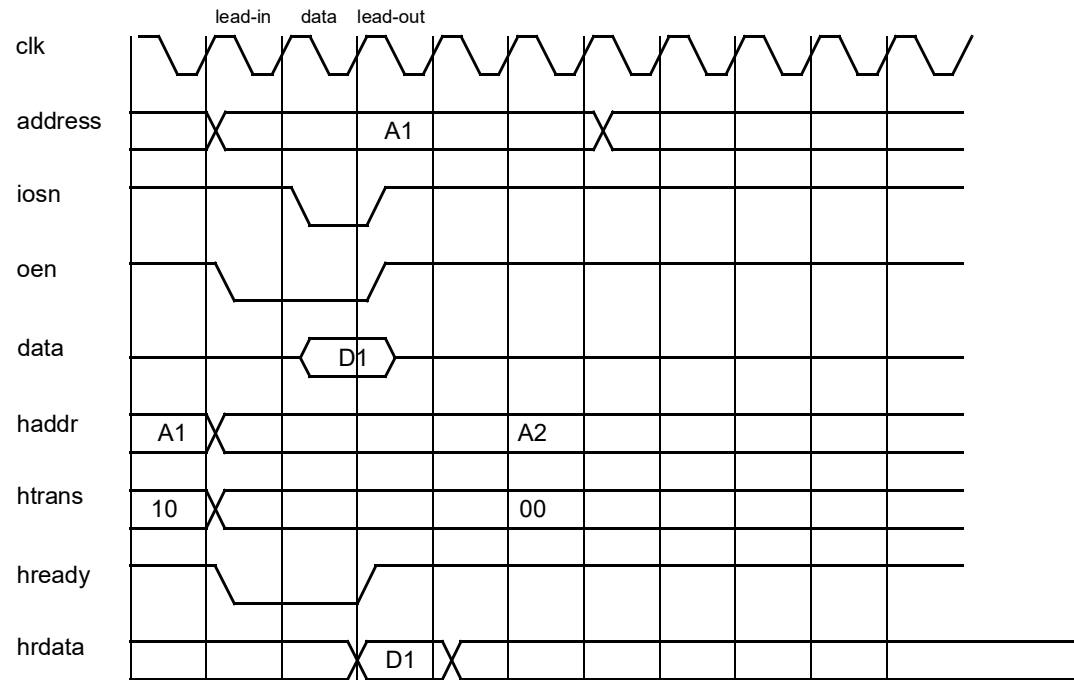 lead-in data lead-out
clk
address
A1
iosn
oen
data
D1
haddr
A1 A2
htrans
10 00
hready
hrdata
D1